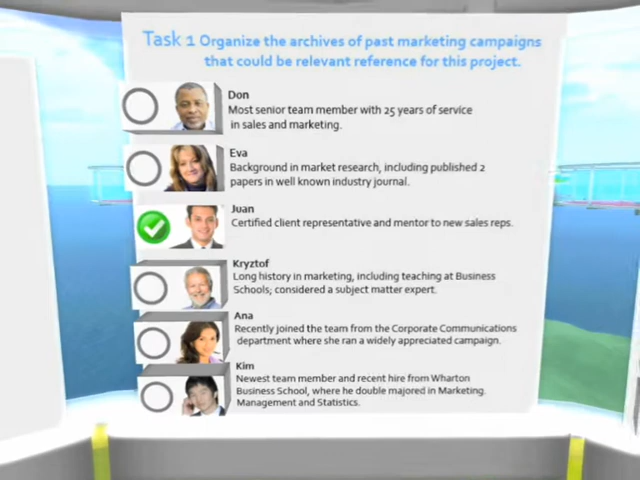 Task 1 Organize the archives of past marketing campaigns
that could be relevant reference for this project.
Don
Most senior team member with 25 years of service
in sales and marketing.
Eva
Background in market research, including published 2
papers in well known industry journal.
Juan
Certified client representative and mentor to new sales reps.
Kryztof
Long history in marketing, including teaching at Business
Schools; considered a subject matter expert.
Ana
Recently joined the team from the Corporate Communications
department where she ran a widely appreciated campaign.
Kim
Newest team member and recent hire from Wharton
Business School, where he double majored in Marketing.
Management and Statistics.